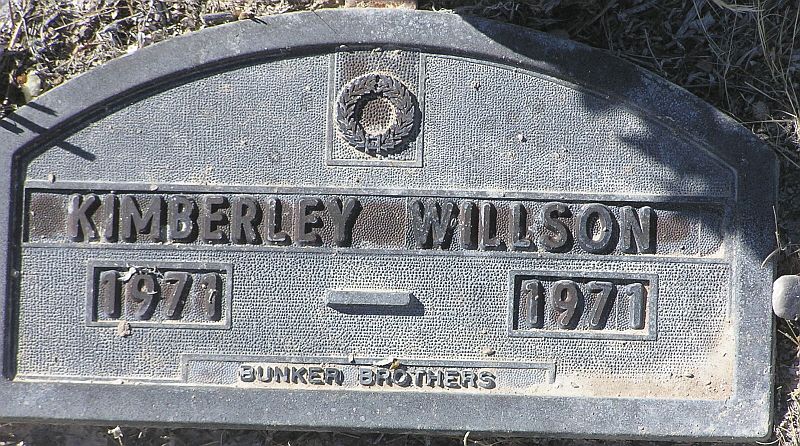 KIMBERLEY WILLSON
1971 — 1971
BUNKER BROTHERS